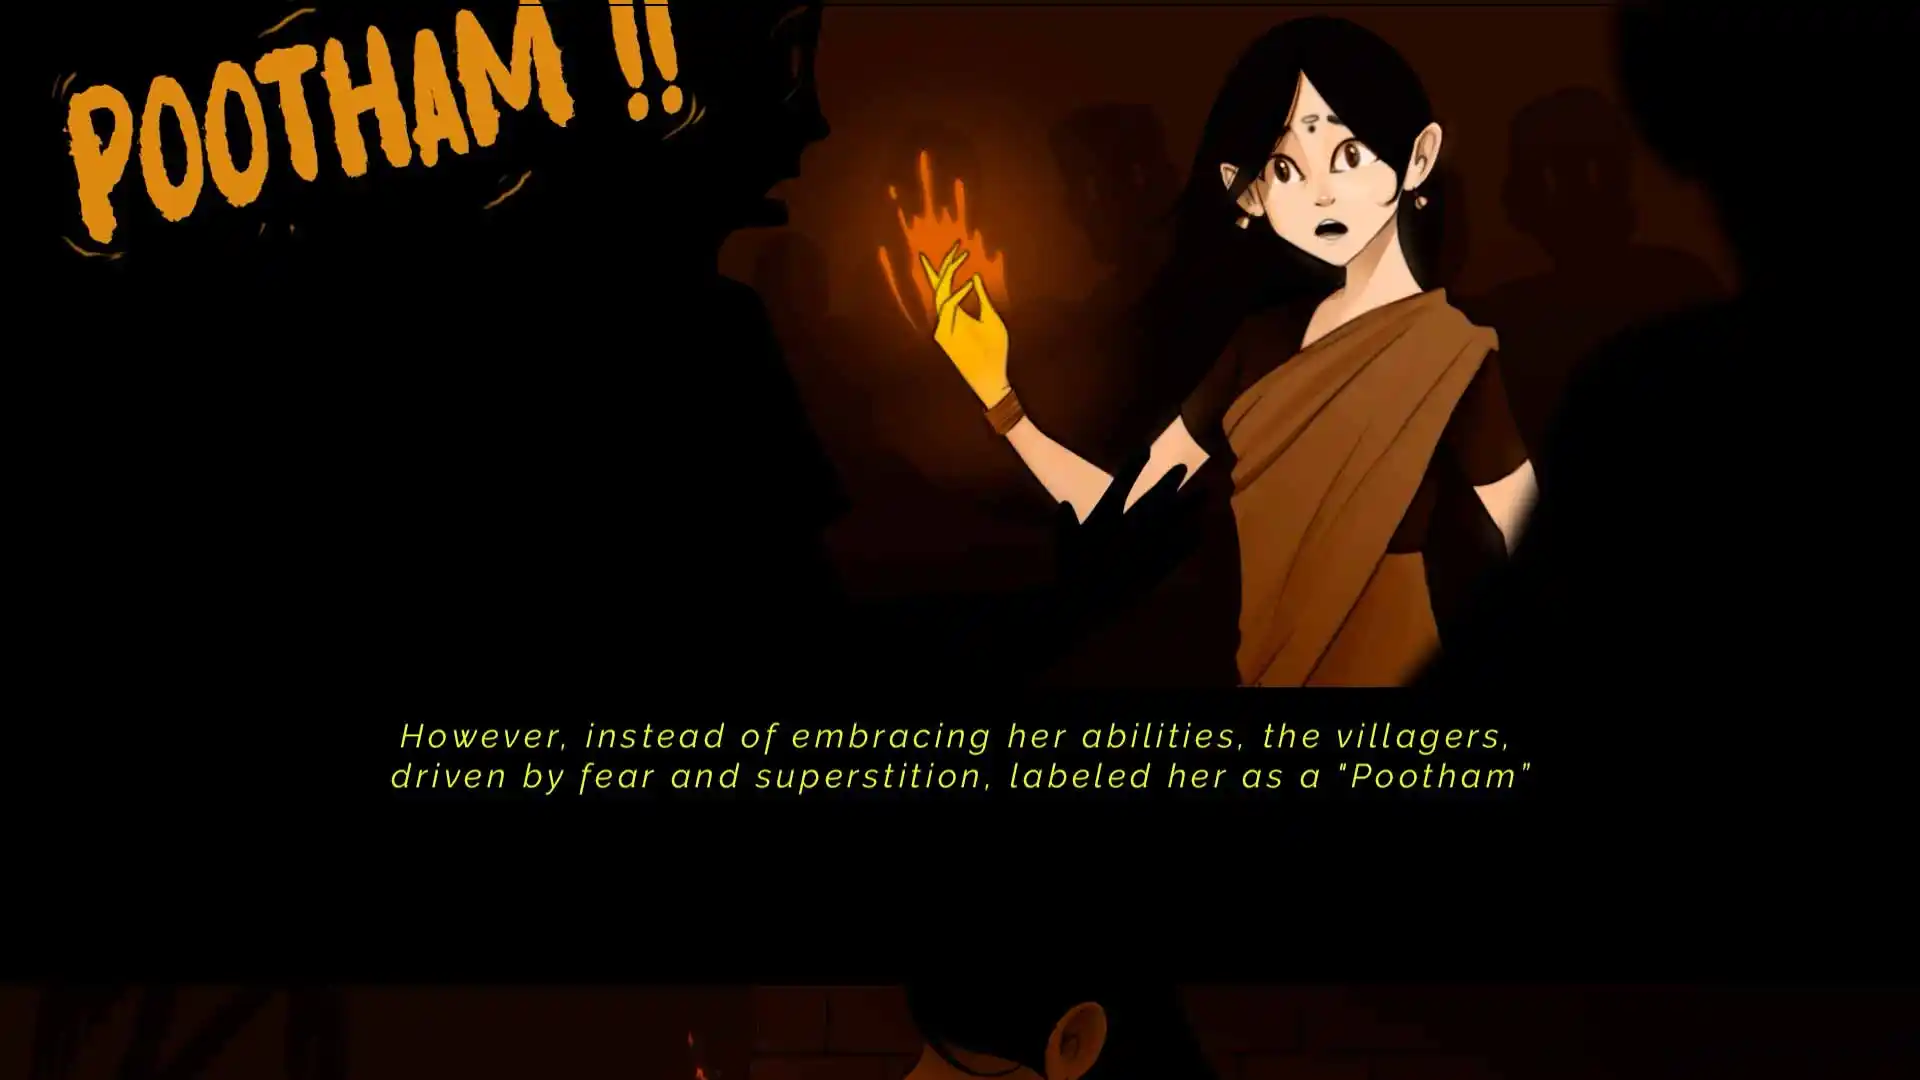 POOTHAM !!
However, instead of embracing her abilities, the villagers,
driven by fear and superstition, labeled her as a "Pootham"